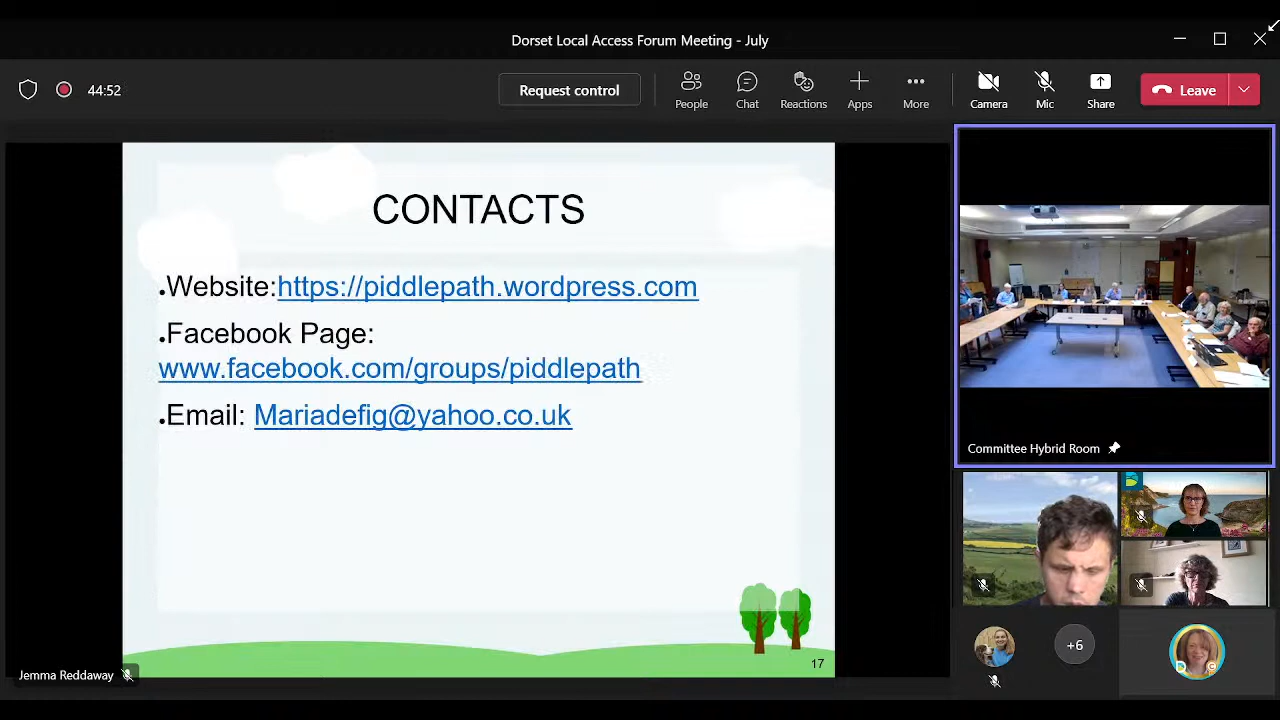 Dorset Local Access Forum Meeting - July
44:52
Request control
People
Chat
Reactions
Apps
More
Camera
Mic
Share
Leave
CONTACTS
.Website:https://piddlepath.wordpress.com
.Facebook Page:
www.facebook.com/groups/piddlepath
.Email: Mariadefig@yahoo.co.uk
17
Jemma Reddaway
Committee Hybrid Room
+6